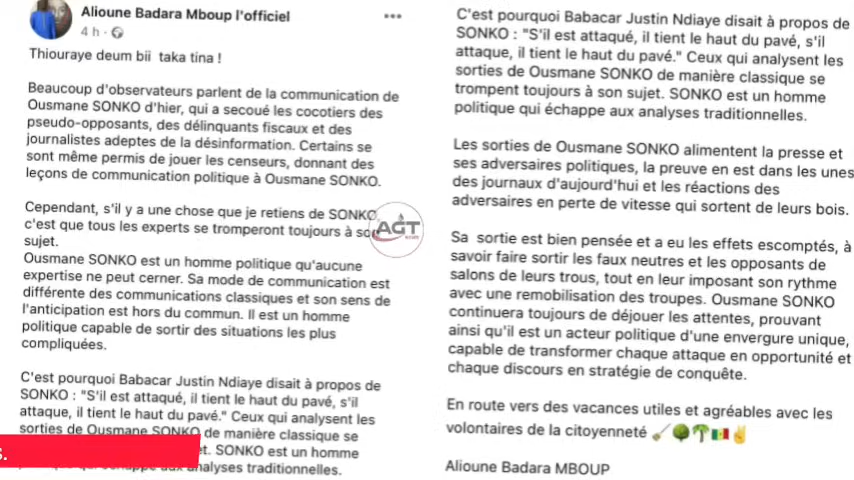 Alioune Badara Mboup l'officiel
4 h
Thiouraye deum bii taka tina !
Beaucoup d'observateurs parlent de la communication de
Ousmane SONKO d'hier, qui a secoué les cocotiers des
pseudo-opposants, des délinquants fiscaux et des
journalistes adeptes de la désinformation. Certains se
sont même permis de jouer les censeurs, donnant des
leçons de communication politique à Ousmane SONKO.
Cependant, s'il y a une chose que je retiens de SONKO,
c'est que tous les experts se tromperont toujours à son
sujet.
Ousmane SONKO est un homme politique qu'aucune
expertise ne peut cerner. Sa mode de communication est
différente des communications classiques et son sens de
l'anticipation est hors du commun. Il est un homme
politique capable de sortir des situations les plus
compliquées.
C'est pourquoi Babacar Justin Ndiaye disait à propos de
SONKO : "S'il est attaqué, il tient le haut du pavé, s'il
attaque, il tient le haut du pavé." Ceux qui analysent les
sorties de Ousmane SONKO de manière classique se
et. SONKO est un homme
analyses traditionnelles.
s.
AGT
C'est pourquoi Babacar Justin Ndiaye disait à propos de
SONKO : "S'il est attaqué, il tient le haut du pavé, s'il
attaque, il tient le haut du pavé." Ceux qui analysent les
sorties de Ousmane SONKO de manière classique se
trompent toujours à son sujet. SONKO est un homme
politique qui échappe aux analyses traditionnelles.
Les sorties de Ousmane SONKO alimentent la presse et
ses adversaires politiques, la preuve en est dans les unes
des journaux d'aujourd'hui et les réactions des
adversaires en perte de vitesse qui sortent de leurs bois.
Sa sortie est bien pensée et a eu les effets escomptés, à
savoir faire sortir les faux neutres et les opposants de
salons de leurs trous, tout en leur imposant son rythme
avec une remobilisation des troupes. Ousmane SONKO
continuera toujours de déjouer les attentes, prouvant
ainsi qu'il est un acteur politique d'une envergure unique,
capable de transformer chaque attaque en opportunité et
chaque discours en stratégie de conquête.
En route vers des vacances utiles et agréables avec les
volontaires de la citoyenneté
Alioune Badara MBOUP